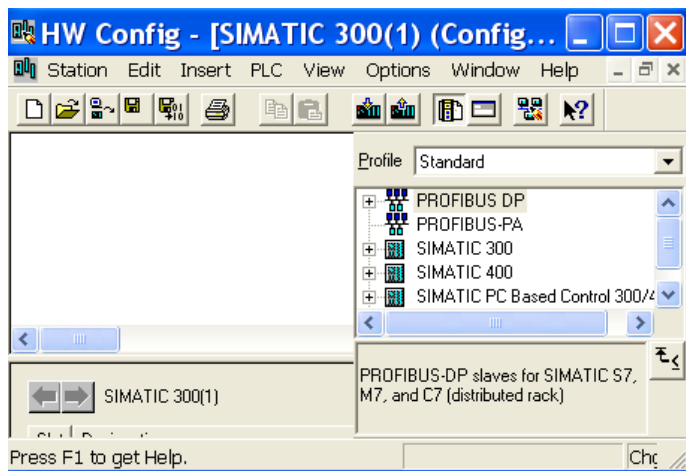 HW Config - [SIMATIC 300(1) (Config...
Station Edit Insert PLC View Options Window Help
Profile Standard
PROFIBUS DP
PROFIBUS-PA
SIMATIC 300
SIMATIC 400
SIMATIC PC Based Control 300/4
PROFIBUS-DP slaves for SIMATIC S7,
M7, and C7 (distributed rack)
SIMATIC 300(1)
Press F1 to get Help.